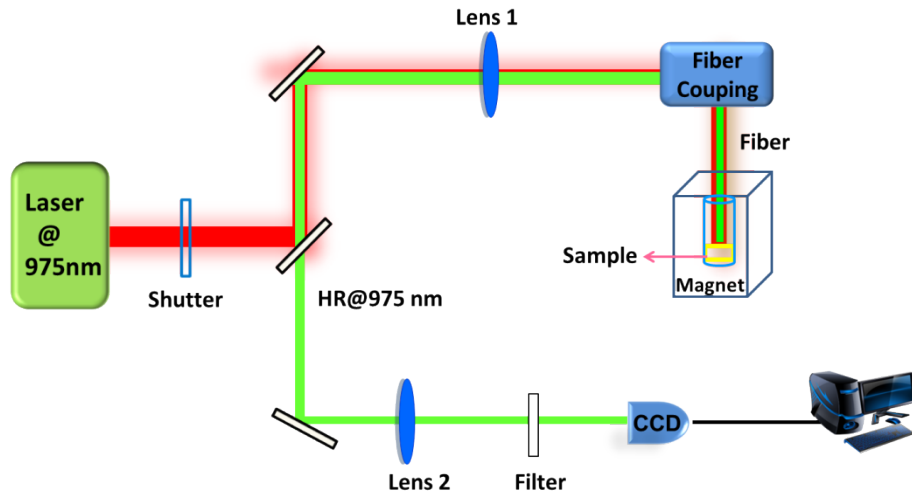 Lens 1
Fiber
Couping
Fiber
Laser
@
975nm
Shutter
Sample
Magnet
HR@975 nm
CCD
Lens 2
Filter